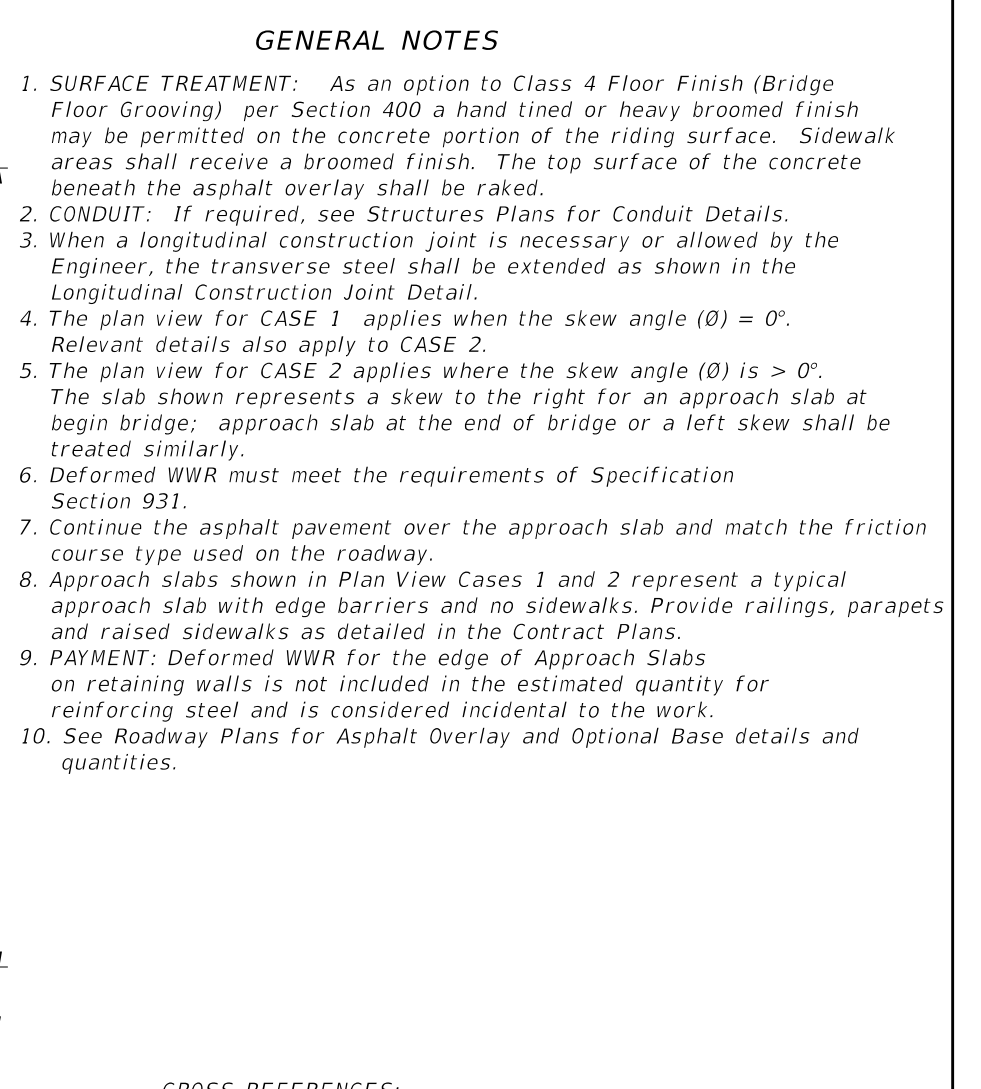 GENERAL NOTES
1. SURFACE TREATMENT: As an option to Class 4 Floor Finish (Bridge
Floor Grooving) per Section 400 a hand tined or heavy broomed finish
may be permitted on the concrete portion of the riding surface. Sidewalk
areas shall receive a broomed finish. The top surface of the concrete
beneath the asphalt overlay shall be raked.
2. CONDUIT: If required, see Structures Plans for Conduit Details.
3. When a longitudinal construction joint is necessary or allowed by the
Engineer, the transverse steel shall be extended as shown in the
Longitudinal Construction Joint Detail.
4. The plan view for CASE 1 applies when the skew angle (Ø) = 0°.
Relevant details also apply to CASE 2.
5. The plan view for CASE 2 applies where the skew angle (Ø) is > 0°.
The slab shown represents a skew to the right for an approach slab at
begin bridge; approach slab at the end of bridge or a left skew shall be
treated similarly.
6. Deformed WWR must meet the requirements of Specification
Section 931.
7. Continue the asphalt pavement over the approach slab and match the friction
course type used on the roadway.
8. Approach slabs shown in Plan View Cases 1 and 2 represent a typical
approach slab with edge barriers and no sidewalks. Provide railings, parapets
and raised sidewalks as detailed in the Contract Plans.
9. PAYMENT: Deformed WWR for the edge of Approach Slabs
on retaining walls is not included in the estimated quantity for
reinforcing steel and is considered incidental to the work.
10. See Roadway Plans for Asphalt Overlay and Optional Base details and
quantities.
CROSS REFERENCES: